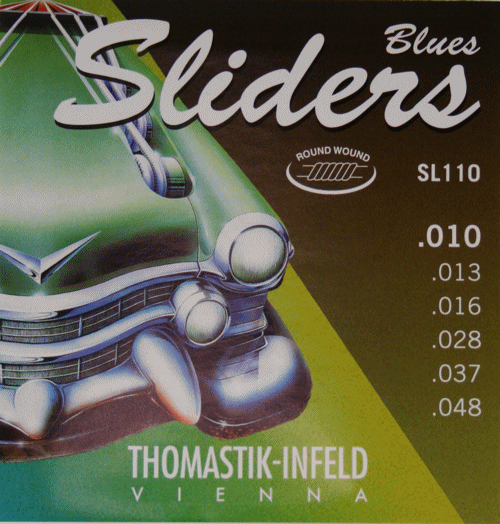 Blues
Sliders
ROUND WOUND
SL110
.010
.013
.016
.028
.037
.048
THOMASTIK-INFELD
VIENNA